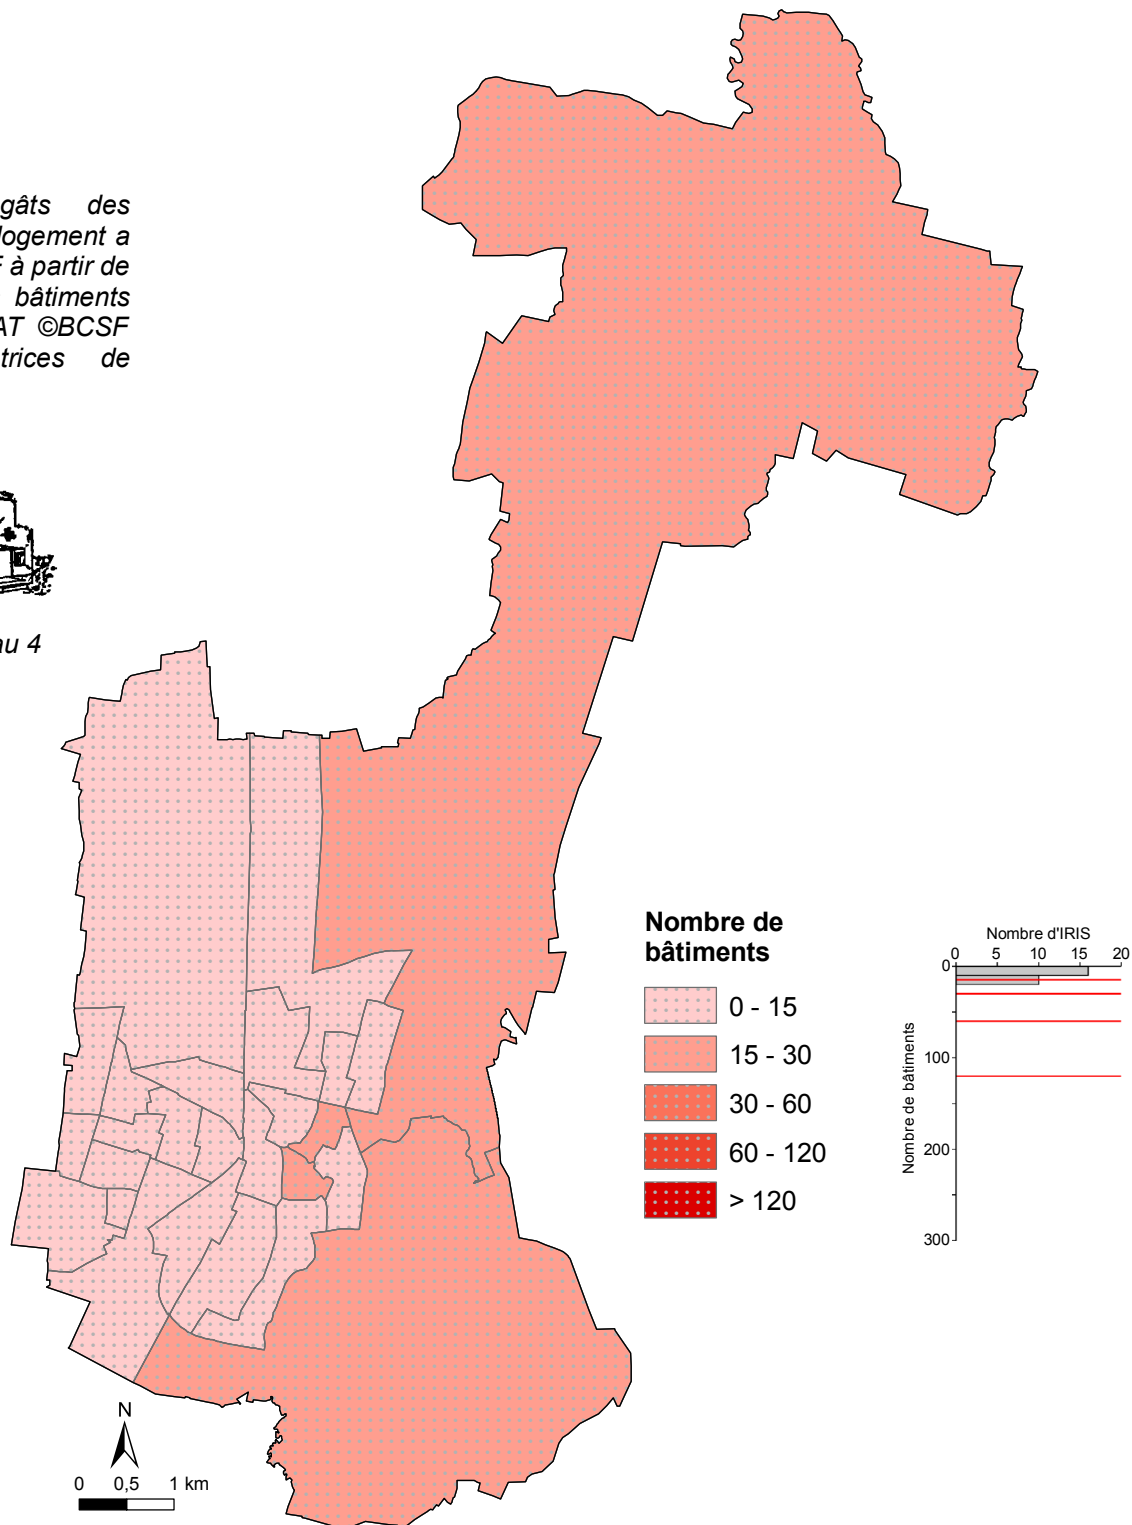 gâts des
logement a
à partir de
bâtiments
©BCSF
trices de
au 4
Nombre de
bâtiments
0 - 15
15 - 30
30 - 60
60 - 120
> 120
Nombre d'IRIS
0 5 10 15 20
0
100
200
300
Nombre de bâtiments
N
0 0,5 1 km